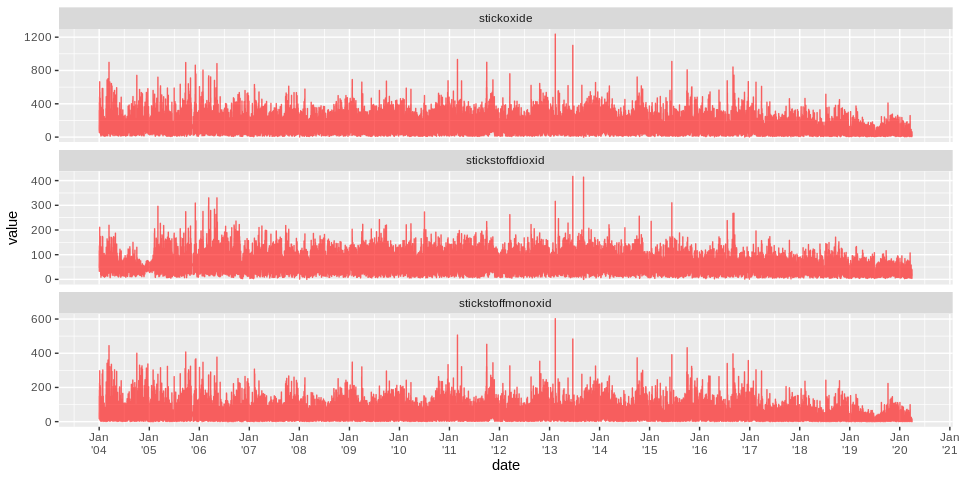 stickoxide
1200
800
400
0
stickstoffdioxid
400
300
200
100
0
stickstoffmonoxid
600
400
200
0
value
Jan Jan Jan Jan Jan Jan Jan Jan Jan Jan Jan Jan Jan Jan Jan Jan Jan Jan
'04 '05 '06 '07 '08 '09 '10 '11 '12 '13 '14 '15 '16 '17 '18 '19 '20 '21
date